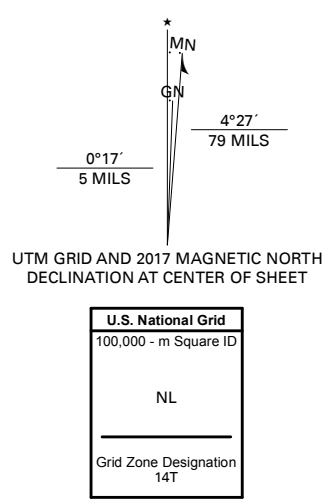 ★
MN
GN
4°27´
79 MILS
0°17´
5 MILS
UTM GRID AND 2017 MAGNETIC NORTH
DECLINATION AT CENTER OF SHEET
U.S. National Grid
100,000 - m Square ID
NL
Grid Zone Designation
14T